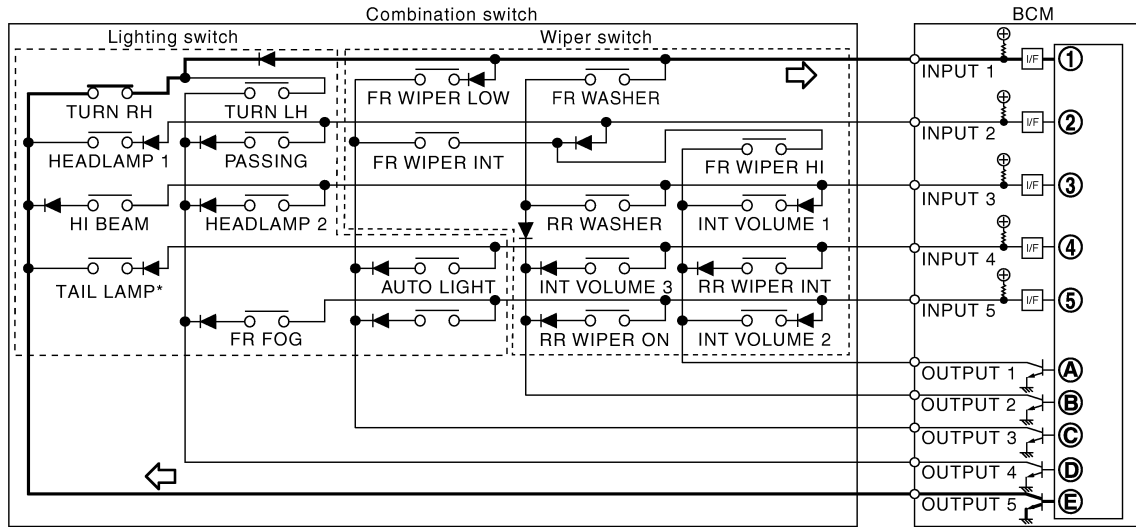 Combination switch
BCM
Lighting switch
Wiper switch
INPUT 1
I/F
1
TURN RH
TURN LH
FR WIPER LOW
FR WASHER
INPUT 2
I/F
2
HEADLAMP 1
PASSING
FR WIPER INT
FR WIPER HI
INPUT 3
I/F
3
HI BEAM
HEADLAMP 2
RR WASHER
INT VOLUME 1
INPUT 4
I/F
4
TAIL LAMP*
AUTO LIGHT
INT VOLUME 3
RR WIPER INT
INPUT 5
I/F
5
FR FOG
RR WIPER ON
INT VOLUME 2
OUTPUT 1
A
OUTPUT 2
B
OUTPUT 3
C
OUTPUT 4
D
OUTPUT 5
E